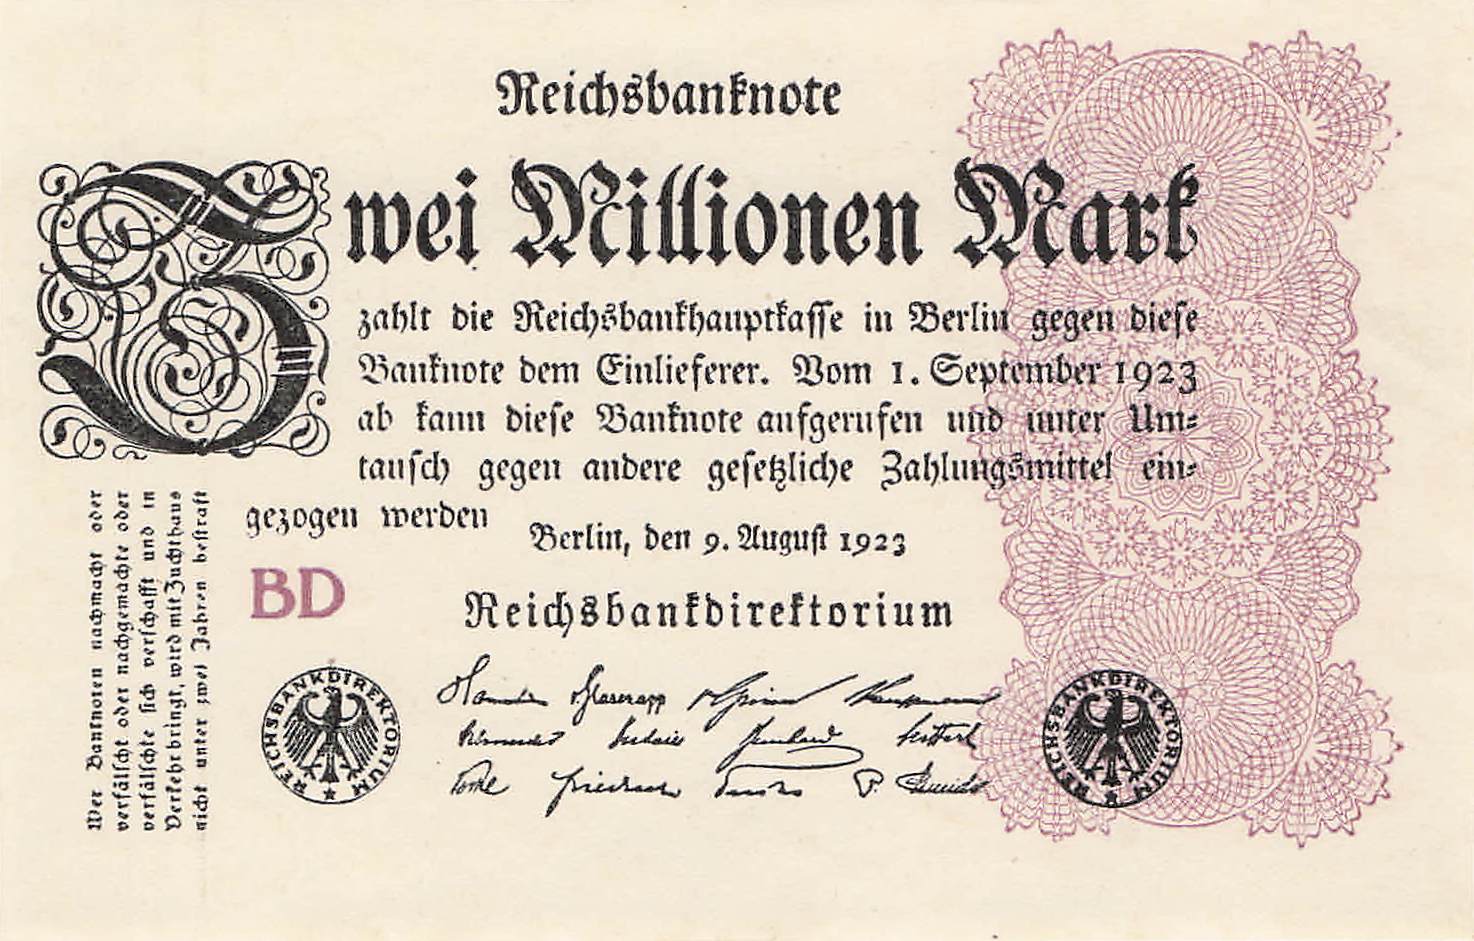 Reichsbanknote
Zwei Millionen Mark
zahlt die Reichsbankhauptkasse in Berlin gegen diese
Banknote dem Einlieferer. Vom 1. September 1923
ab kann diese Banknote aufgerufen und unter Um-
tausch gegen andere gesetzliche Zahlungsmittel ein-
gezogen werden
Berlin, den 9. August 1923
BD
Reichsbankdirektorium
Glasenapp
Friedrich
REICHSBANKDIREKTORIUM
REICHSBANKDIREKTORIUM
Wer Banknoten nachmacht oder
verfälscht oder nachgemachte oder
verfälschte sich verschafft und in
Verkehr bringt, wird mit Zuchthaus
nicht unter zwei Jahren bestraft